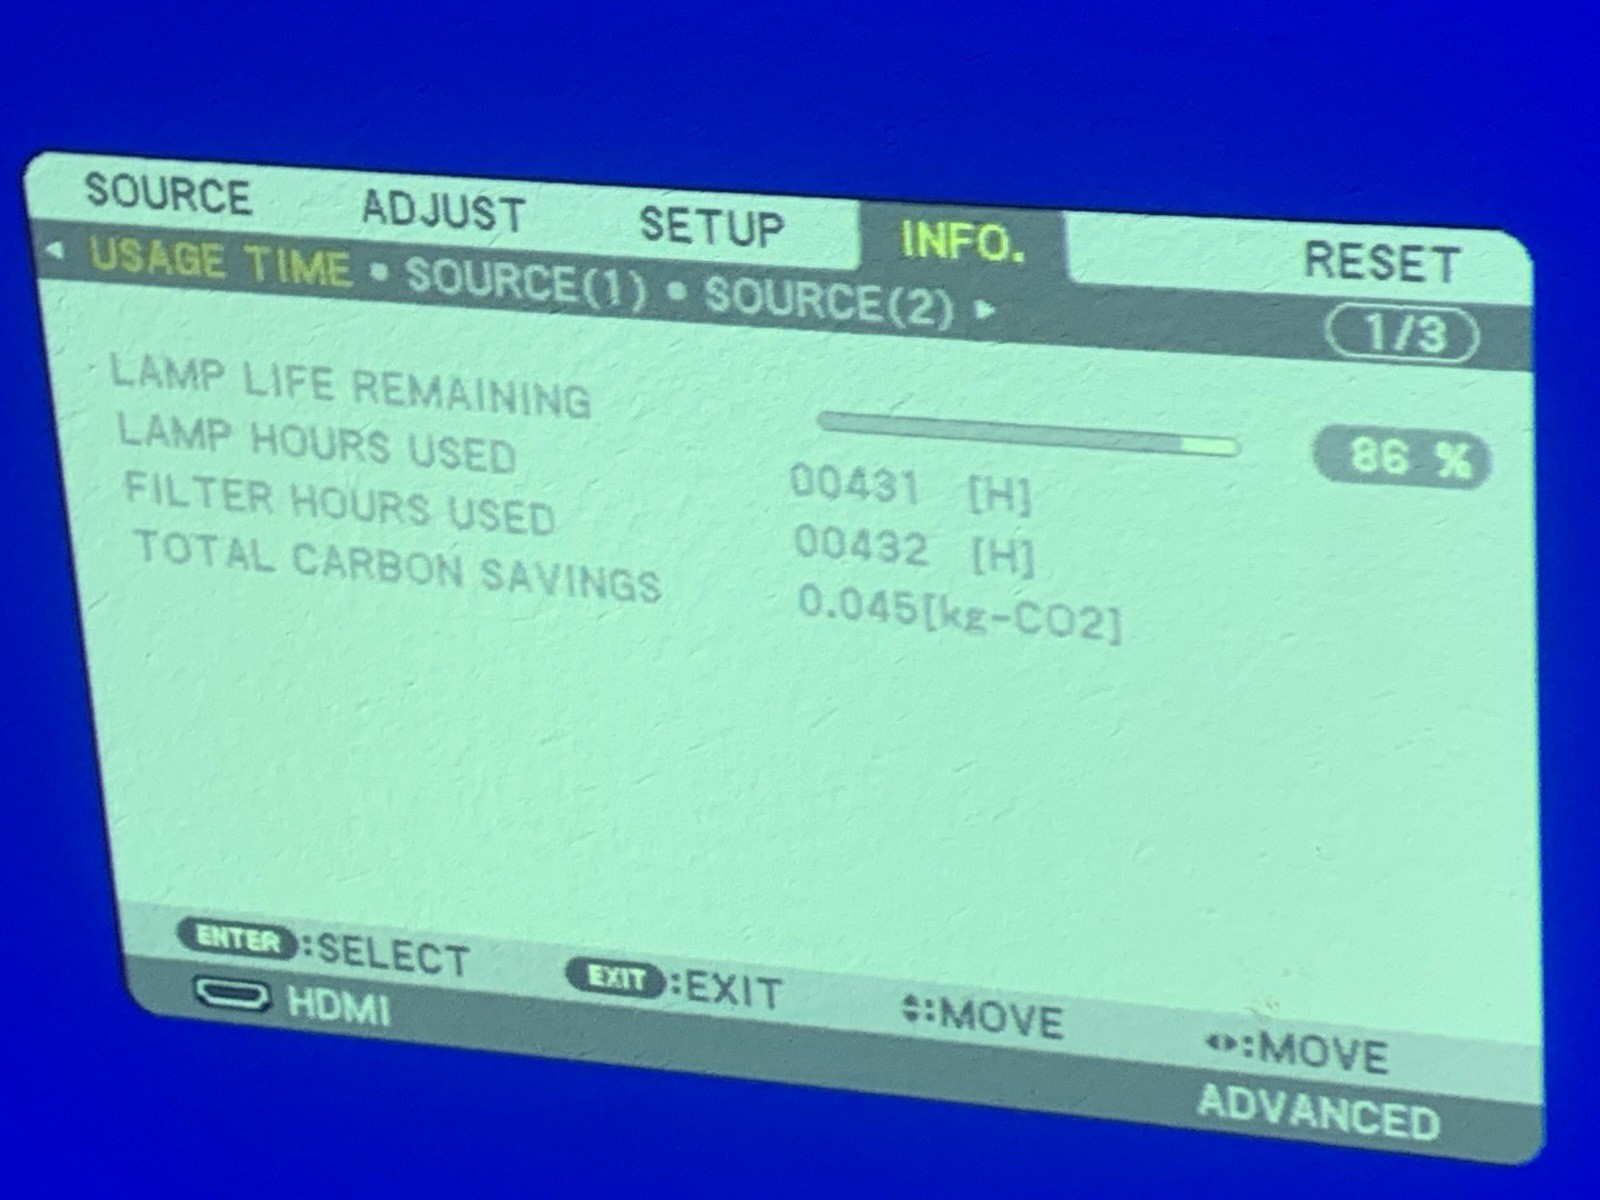 SOURCE ADJUST SETUP INFO. RESET
USAGE TIME • SOURCE(1) • SOURCE(2) 1/3
LAMP LIFE REMAINING 86 %
LAMP HOURS USED 00431 [H]
FILTER HOURS USED 00432 [H]
TOTAL CARBON SAVINGS 0.045[kg-CO2]
ENTER :SELECT EXIT :EXIT :MOVE :MOVE
HDMI ADVANCED